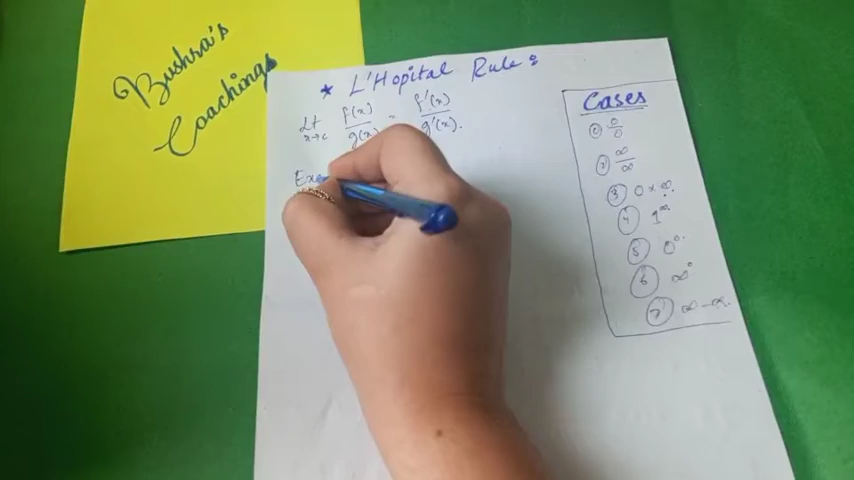 Bushra's
Coachings
* L'Hopital Rule:
Lt x→c f(x)/g(x) = f'(x)/g'(x).
Exa
Cases
① 0/0
② ∞/∞
③ 0×∞.
④ 1^∞.
⑤ 0^0.
⑥ ∞^0
⑦ ∞-∞.